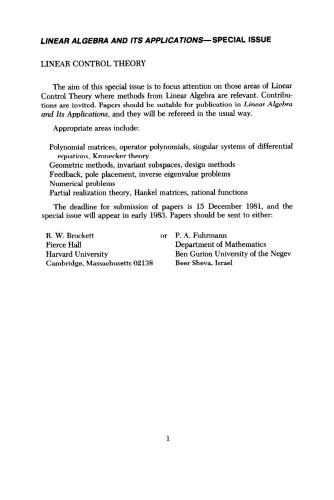 LINEAR ALGEBRA AND ITS APPLICATIONS—SPECIAL ISSUE
LINEAR CONTROL THEORY
The aim of this special issue is to focus attention on those areas of Linear
Control Theory where methods from Linear Algebra are relevant. Contribu-
tions are invited. Papers should be suitable for publication in Linear Algebra
and Its Applications, and they will be refereed in the usual way.
Appropriate areas include:
Polynomial matrices, operator polynomials, singular systems of differential
equations, Kronecker theory
Geometric methods, invariant subspaces, design methods
Feedback, pole placement, inverse eigenvalue problems
Numerical problems
Partial realization theory, Hankel matrices, rational functions
The deadline for submission of papers is 15 December 1981, and the
special issue will appear in early 1983. Papers should be sent to either:
R. W. Brockett or P. A. Fuhrmann
Pierce Hall Department of Mathematics
Harvard University Ben Gurion University of the Negev
Cambridge, Massachusetts 02138 Beer Sheva, Israel
1